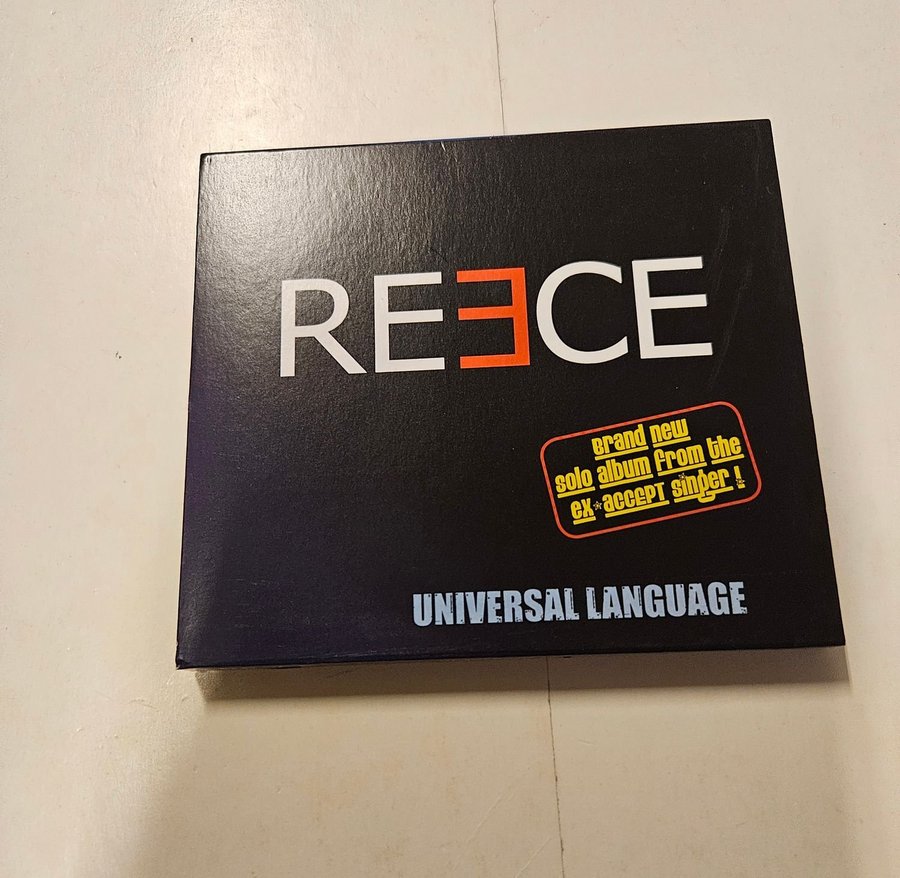 REECE
Brand new
solo album from the
ex*ACCEPT singer!
UNIVERSAL LANGUAGE